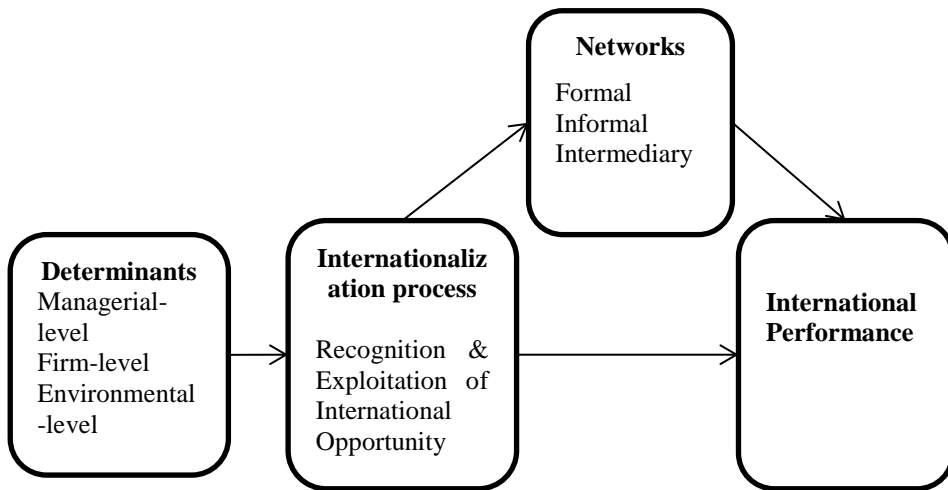 Networks
Formal
Informal
Intermediary
Determinants
Managerial-
level
Firm-level
Environmental
-level
Internationaliz
ation process
Recognition &
Exploitation of
International
Opportunity
International
Performance